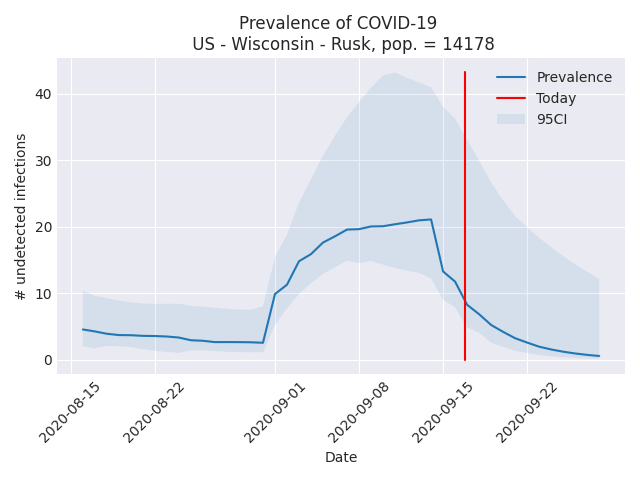 Prevalence of COVID-19
US - Wisconsin - Rusk, pop. = 14178
Prevalence
Today
95CI
# undetected infections
40
30
20
10
0
2020-08-15
2020-08-22
2020-09-01
2020-09-08
2020-09-15
2020-09-22
Date